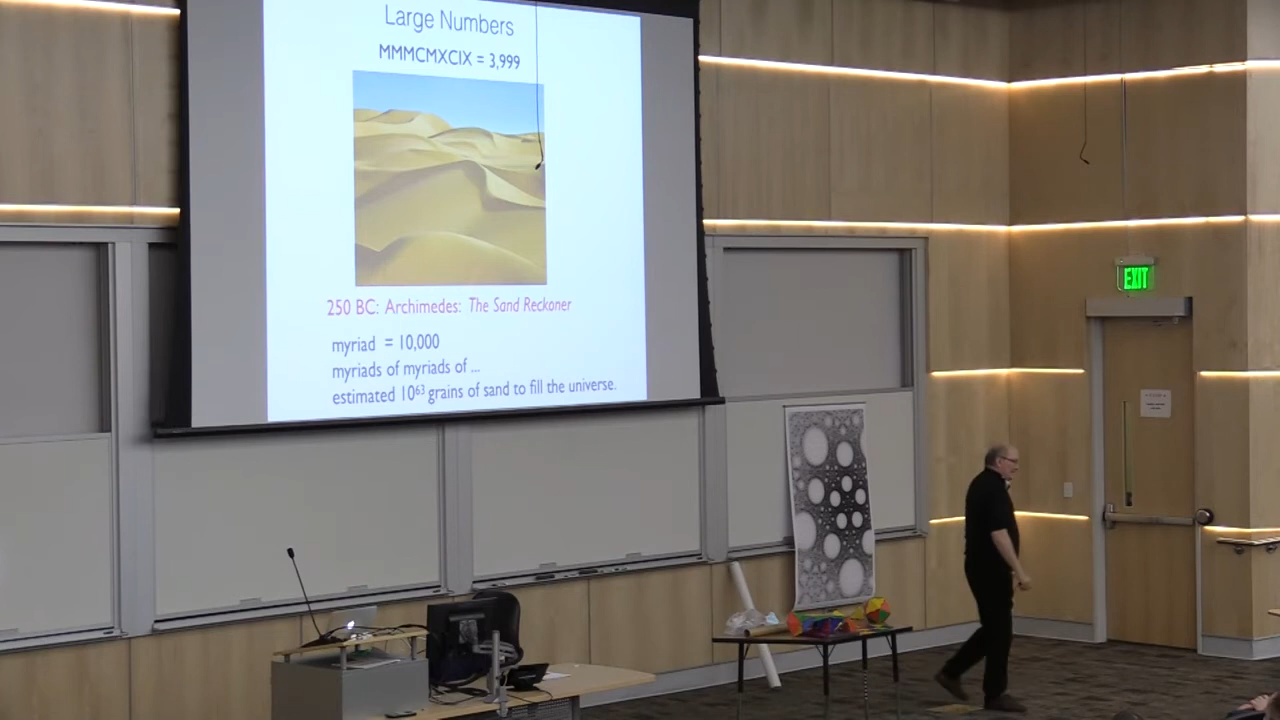 Large Numbers
MMMCMXCIX = 3,999
250 BC: Archimedes: The Sand Reckoner
myriad = 10,000
myriads of myriads of ...
estimated 10⁶³ grains of sand to fill the universe.
EXIT